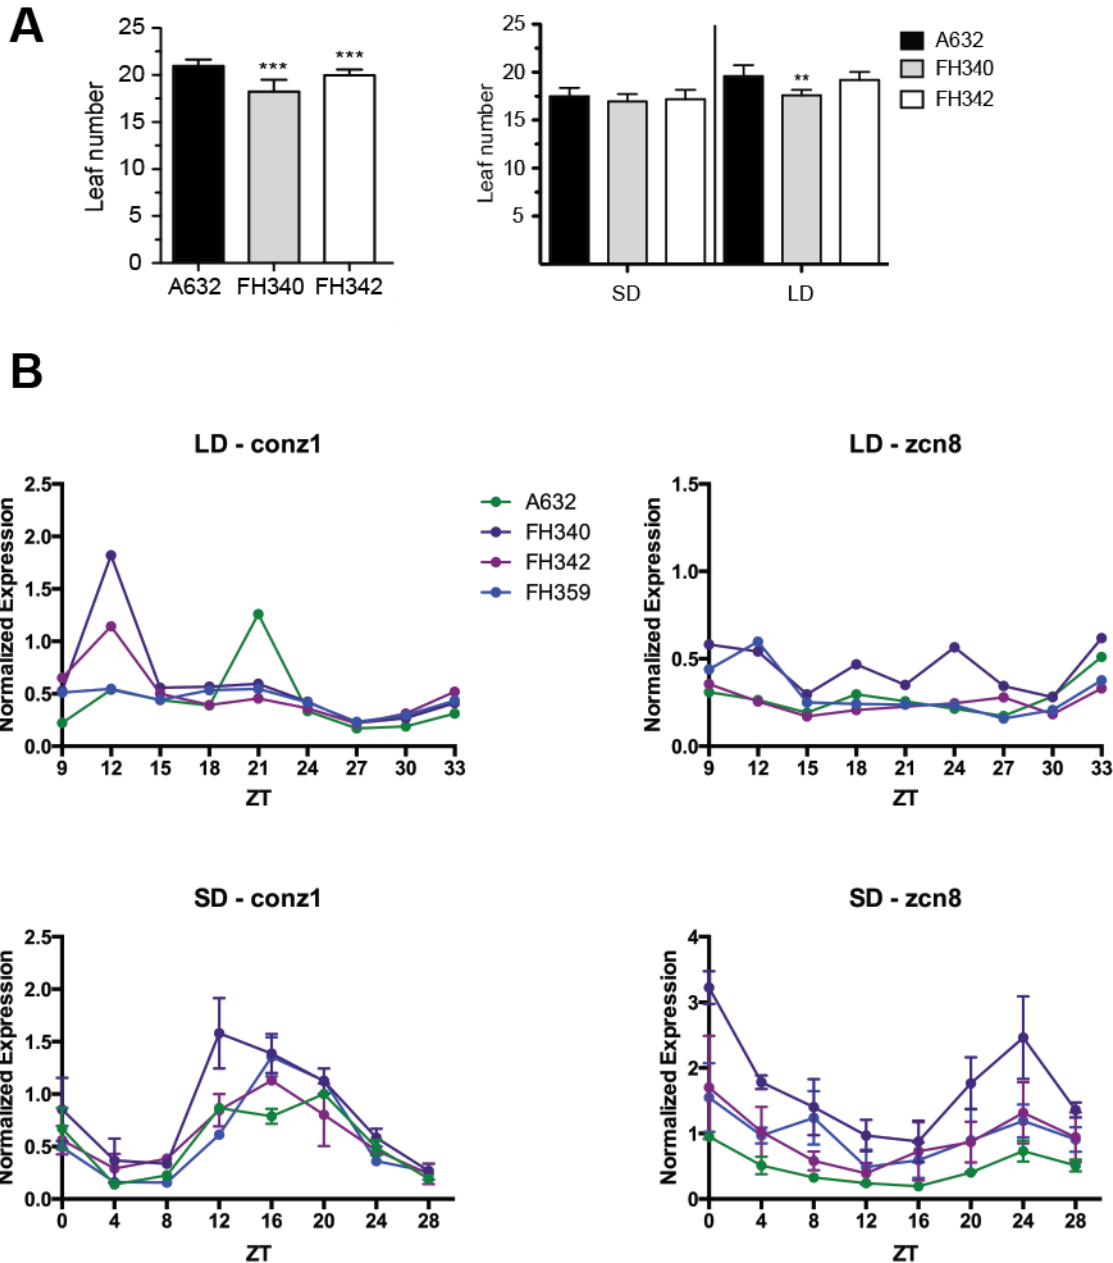 A
25
20
15
10
5
0
Leaf number
***
***
A632 FH340 FH342
25
20
15
10
5
Leaf number
**
SD LD
A632
FH340
FH342
B
LD - conz1
2.5
2.0
1.5
1.0
0.5
0.0
Normalized Expression
9 12 15 18 21 24 27 30 33
ZT
A632
FH340
FH342
FH359
LD - zcn8
1.5
1.0
0.5
0.0
Normalized Expression
9 12 15 18 21 24 27 30 33
ZT
SD - conz1
2.5
2.0
1.5
1.0
0.5
0.0
Normalized Expression
0 4 8 12 16 20 24 28
ZT
SD - zcn8
4
3
2
1
0
Normalized Expression
0 4 8 12 16 20 24 28
ZT